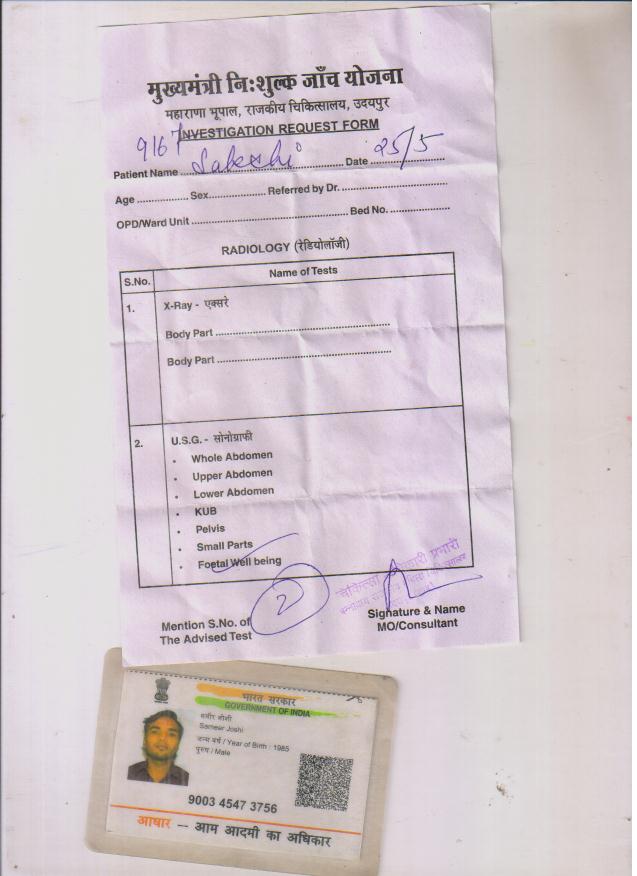 मुख्यमंत्री निःशुल्क जाँच योजना
महाराणा भूपाल, राजकीय चिकित्सालय, उदयपुर
9167 INVESTIGATION REQUEST FORM
Patient Name .......... Date 25/5
Age .......... Sex .......... Referred by Dr. ..........
OPD/Ward Unit .......... Bed No. ..........
RADIOLOGY (रेडियोलॉजी)
S.No. Name of Tests
1. X-Ray - एक्सरे
Body Part ..........
Body Part ..........
2. U.S.G. - सोनोग्राफी
• Whole Abdomen
• Upper Abdomen
• Lower Abdomen
• KUB
• Pelvis
• Small Parts
• Foetal Well being
चिकित्सा प्रभारी
Mention S.No. of
The Advised Test
2
Signature & Name
MO/Consultant
भारत सरकार
GOVERNMENT OF INDIA
समीर जोशी
Sameer Joshi
जन्म वर्ष / Year of Birth : 1985
पुरुष / Male
9003 4547 3756
आधार — आम आदमी का अधिकार